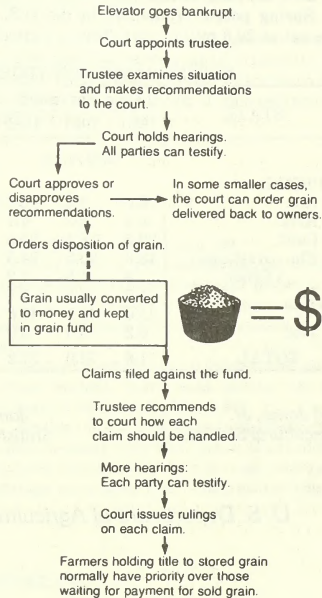 Elevator goes bankrupt.
Court appoints trustee.
Trustee examines situation
and makes recommendations
to the court.
Court holds hearings.
All parties can testify.
Court approves or
disapproves
recommendations.
In some smaller cases,
the court can order grain
delivered back to owners.
Orders disposition of grain.
Grain usually converted
to money and kept
in grain fund
= $
Claims filed against the fund.
Trustee recommends
to court how each
claim should be handled.
More hearings:
Each party can testify.
Court issues rulings
on each claim.
Farmers holding title to stored grain
normally have priority over those
waiting for payment for sold grain.